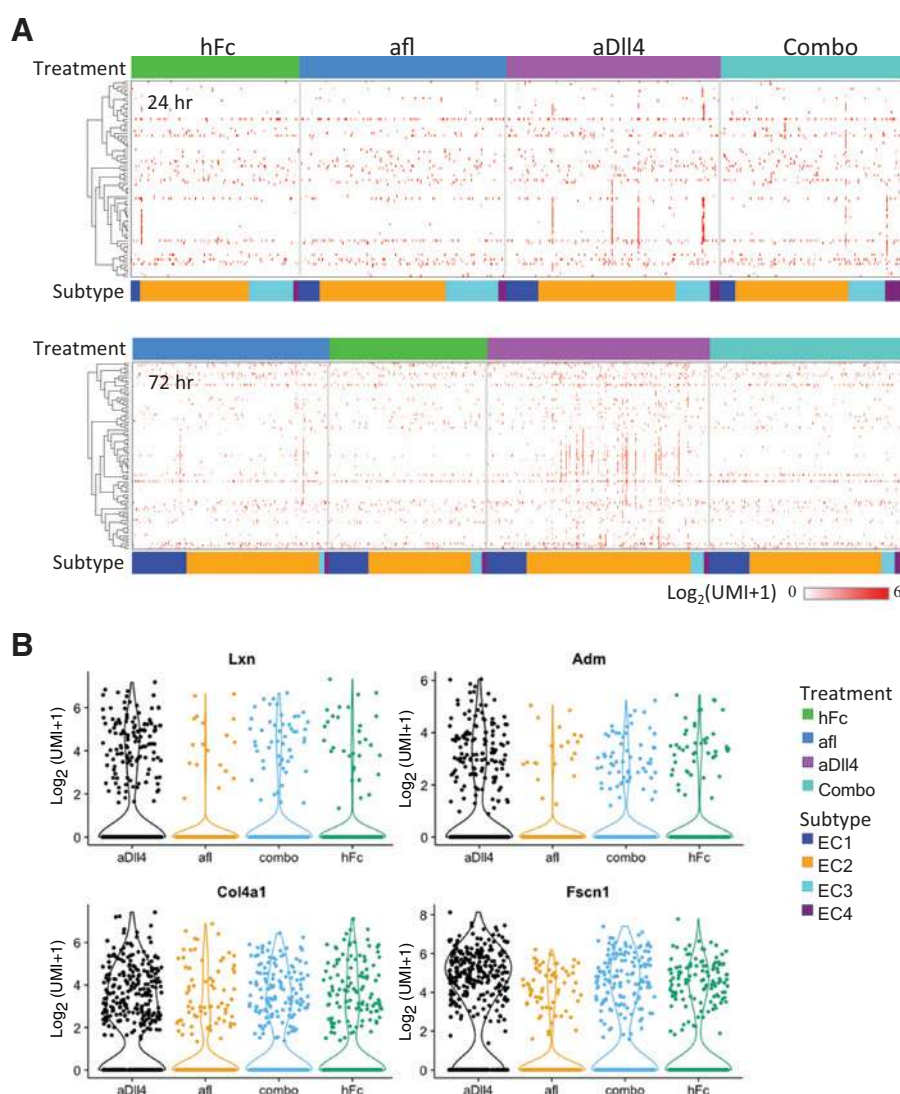 A
hFc afl aDll4 Combo
Treatment
24 hr
Subtype
Treatment
72 hr
Subtype
Log2(UMI+1) 0 6
B
Lxn
Log2 (UMI+1)
6
4
2
0
aDll4 afl combo hFc
Adm
Log2 (UMI+1)
6
4
2
0
aDll4 afl combo hFc
Treatment
hFc
afl
aDll4
Combo
Subtype
EC1
EC2
EC3
EC4
Col4a1
Log2 (UMI+1)
6
4
2
0
aDll4 afl combo hFc
Fscn1
Log2 (UMI+1)
8
6
4
2
0
aDll4 afl combo hFc